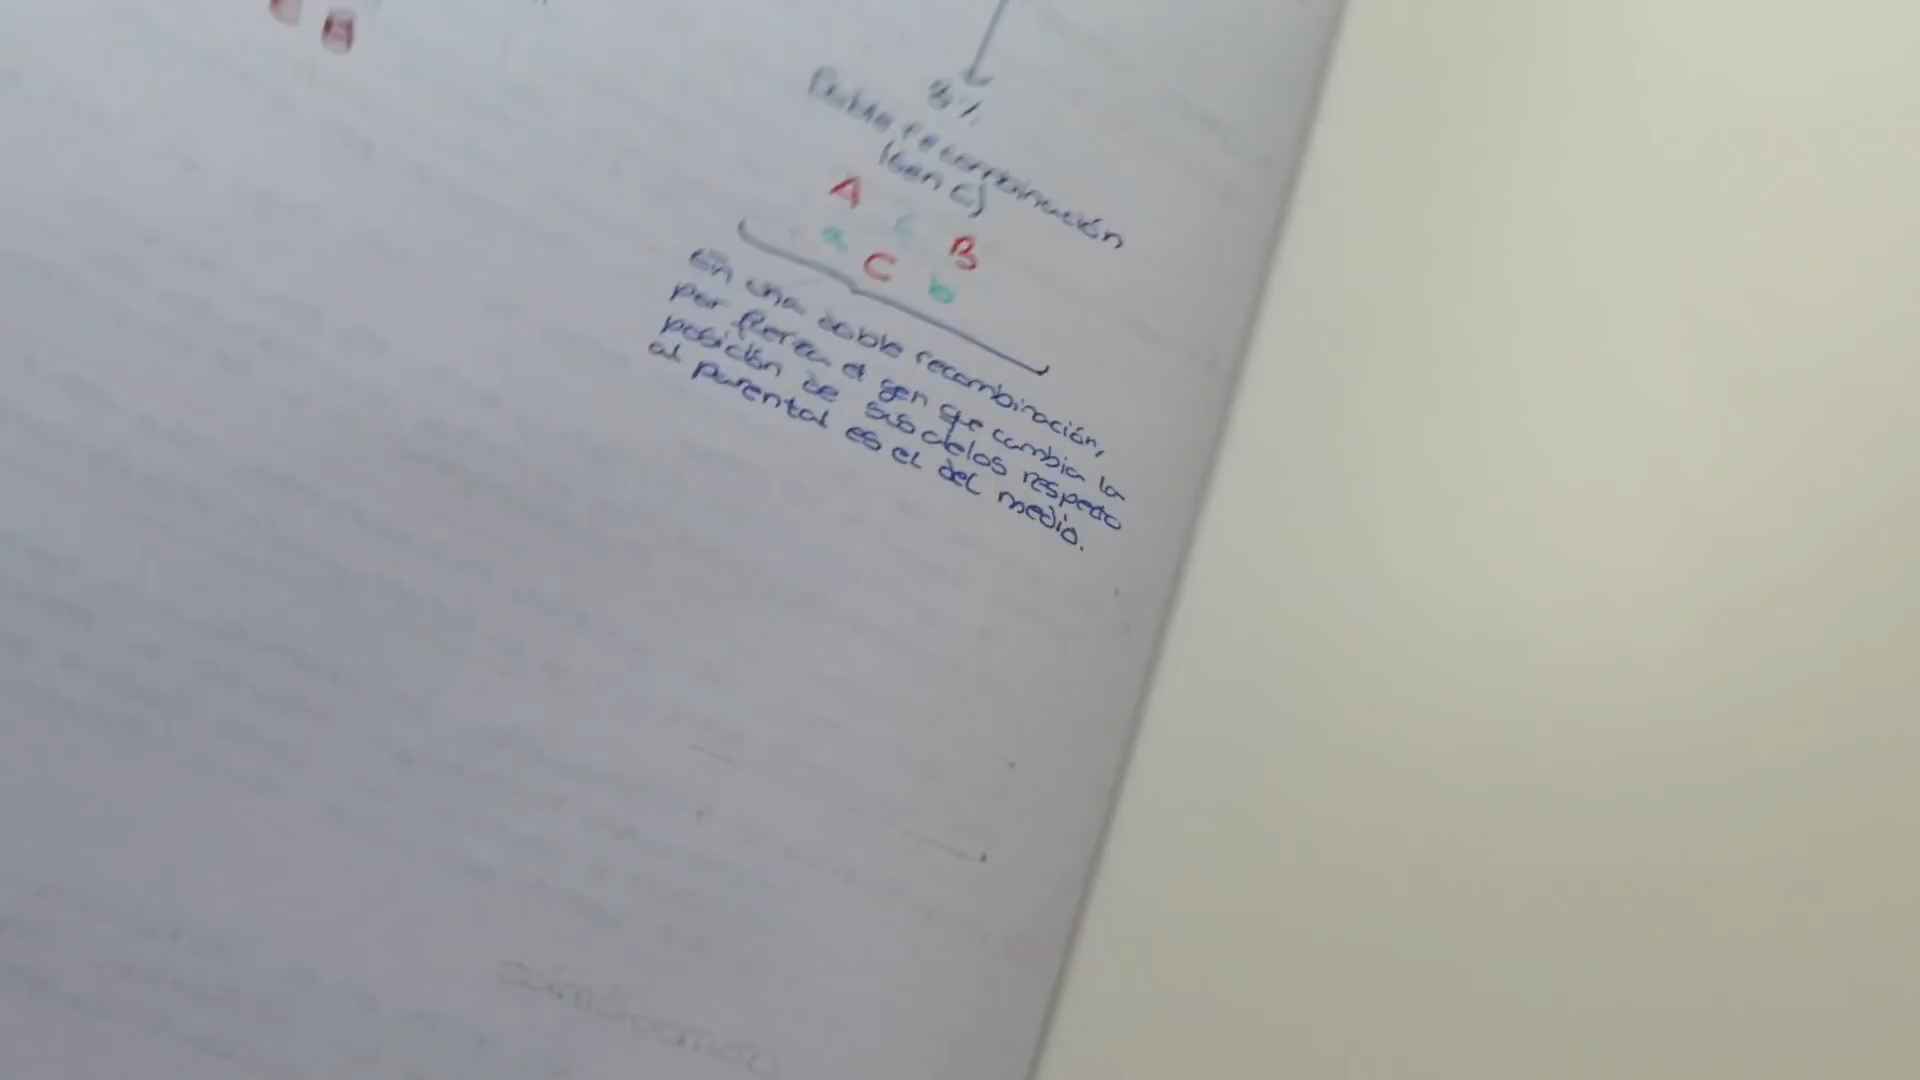 8%
Doble recombinación
(Gen C)
A c B
a C b
En una doble recombinación,
por fuerza el gen que cambia la
posición de sus alelos respecto
al parental es el del medio.